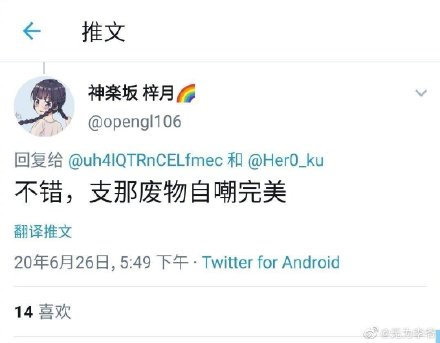 推文
神楽坂 梓月🌈
@opengl106
回复给 @uh4lQTRnCELfmec 和 @Her0_ku
不错，支那废物自嘲完美
翻译推文
20年6月26日, 5:49 下午 · Twitter for Android
14 喜欢